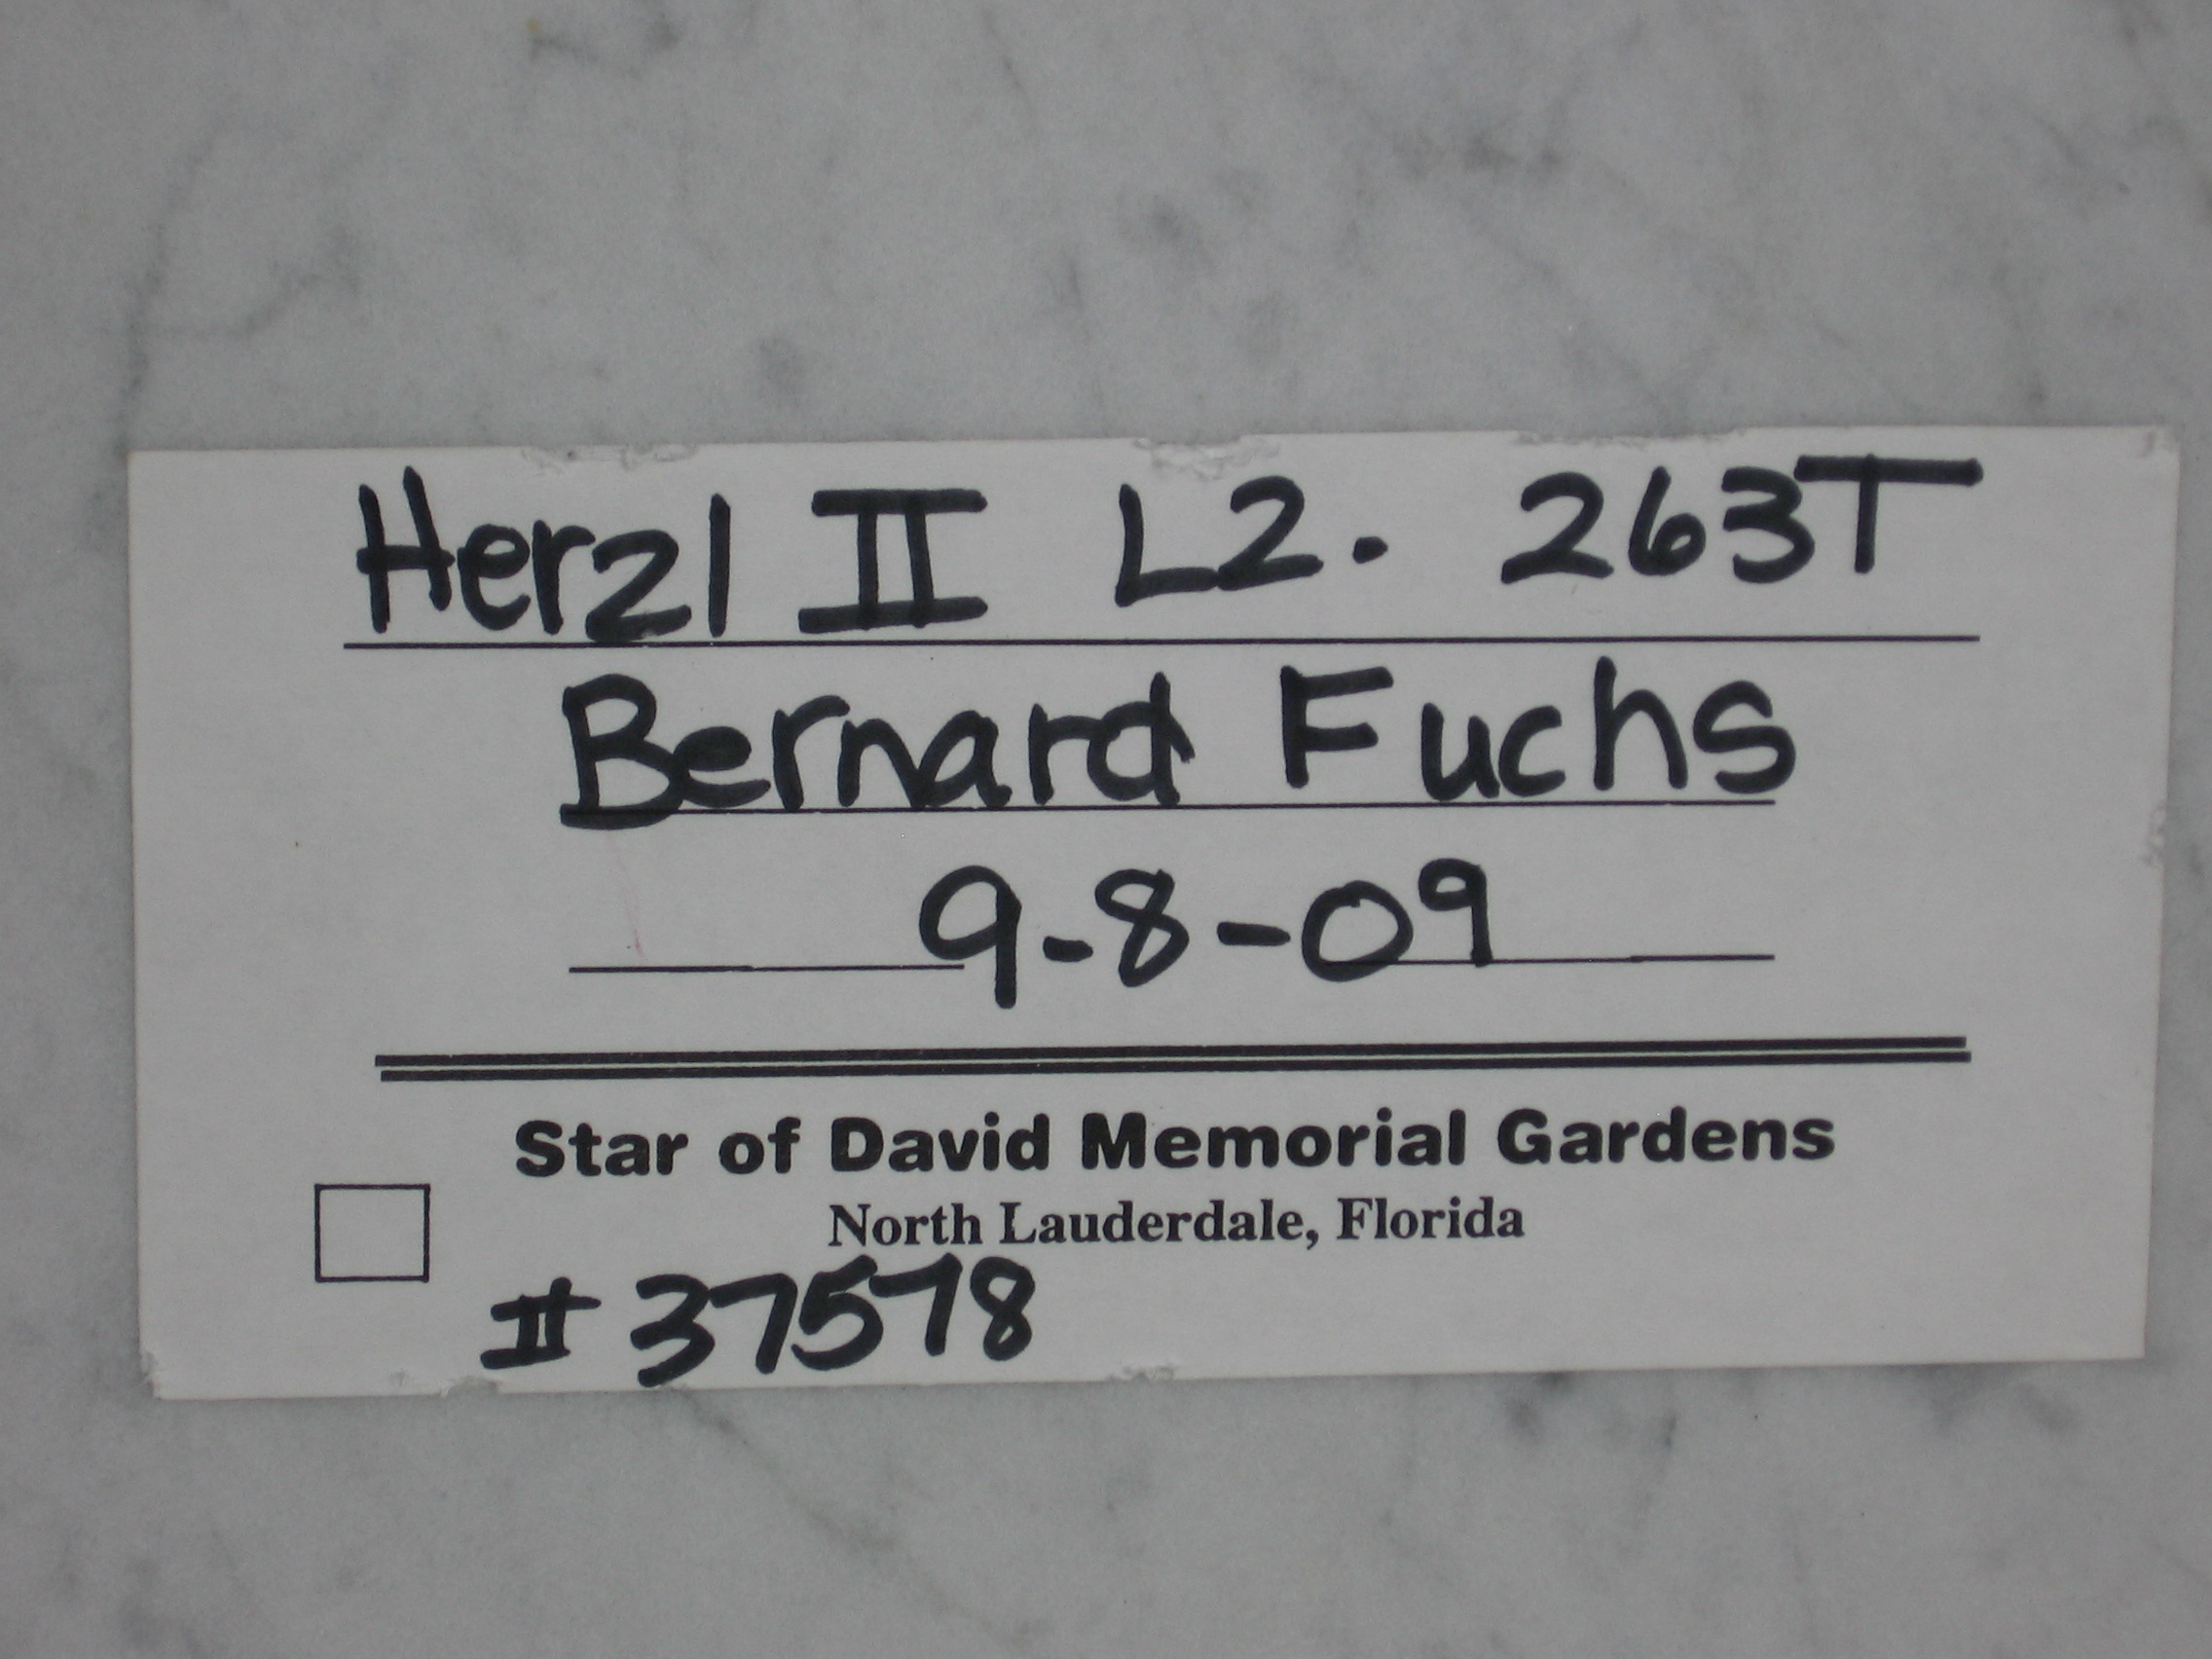 Herzl II L2. 263T
Bernard Fuchs
9-8-09
Star of David Memorial Gardens
North Lauderdale, Florida
# 37578